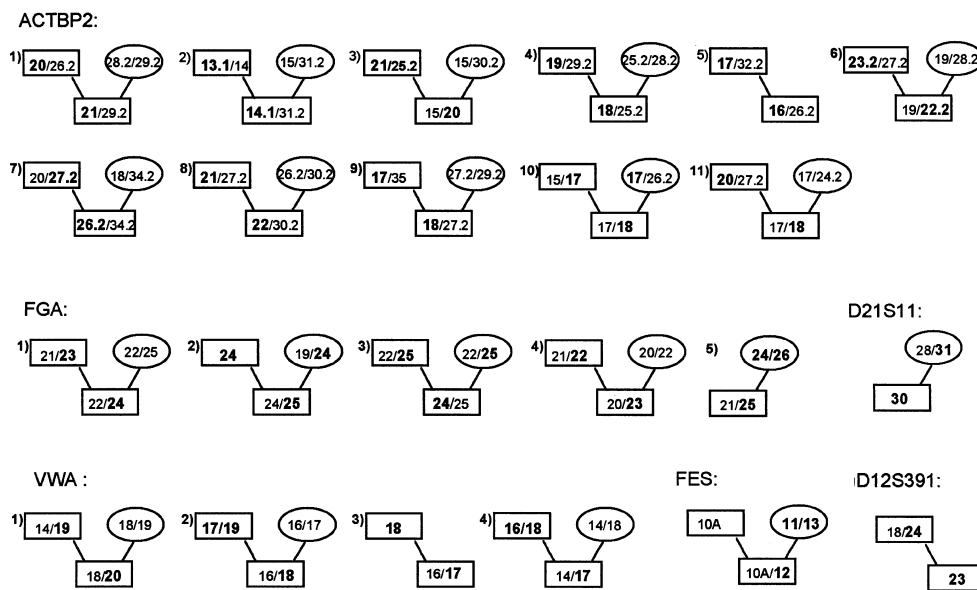 ACTBP2:
1) 20/26.2 28.2/29.2 2) 13.1/14 15/31.2 3) 21/25.2 15/30.2 4) 19/29.2 25.2/28.2 5) 17/32.2 6) 23.2/27.2 19/28.2
21/29.2 14.1/31.2 15/20 18/25.2 16/26.2 19/22.2
7) 20/27.2 18/34.2 8) 21/27.2 26.2/30.2 9) 17/35 27.2/29.2 10) 15/17 17/26.2 11) 20/27.2 17/24.2
26.2/34.2 22/30.2 18/27.2 17/18 17/18
FGA: D21S11:
1) 21/23 22/25 2) 24 19/24 3) 22/25 22/25 4) 21/22 20/22 5) 24/26 28/31
22/24 24/25 24/25 20/23 21/25 30
VWA : FES: D12S391:
1) 14/19 18/19 2) 17/19 16/17 3) 18 4) 16/18 14/18 10A 11/13 18/24
18/20 16/18 16/17 14/17 10A/12 23